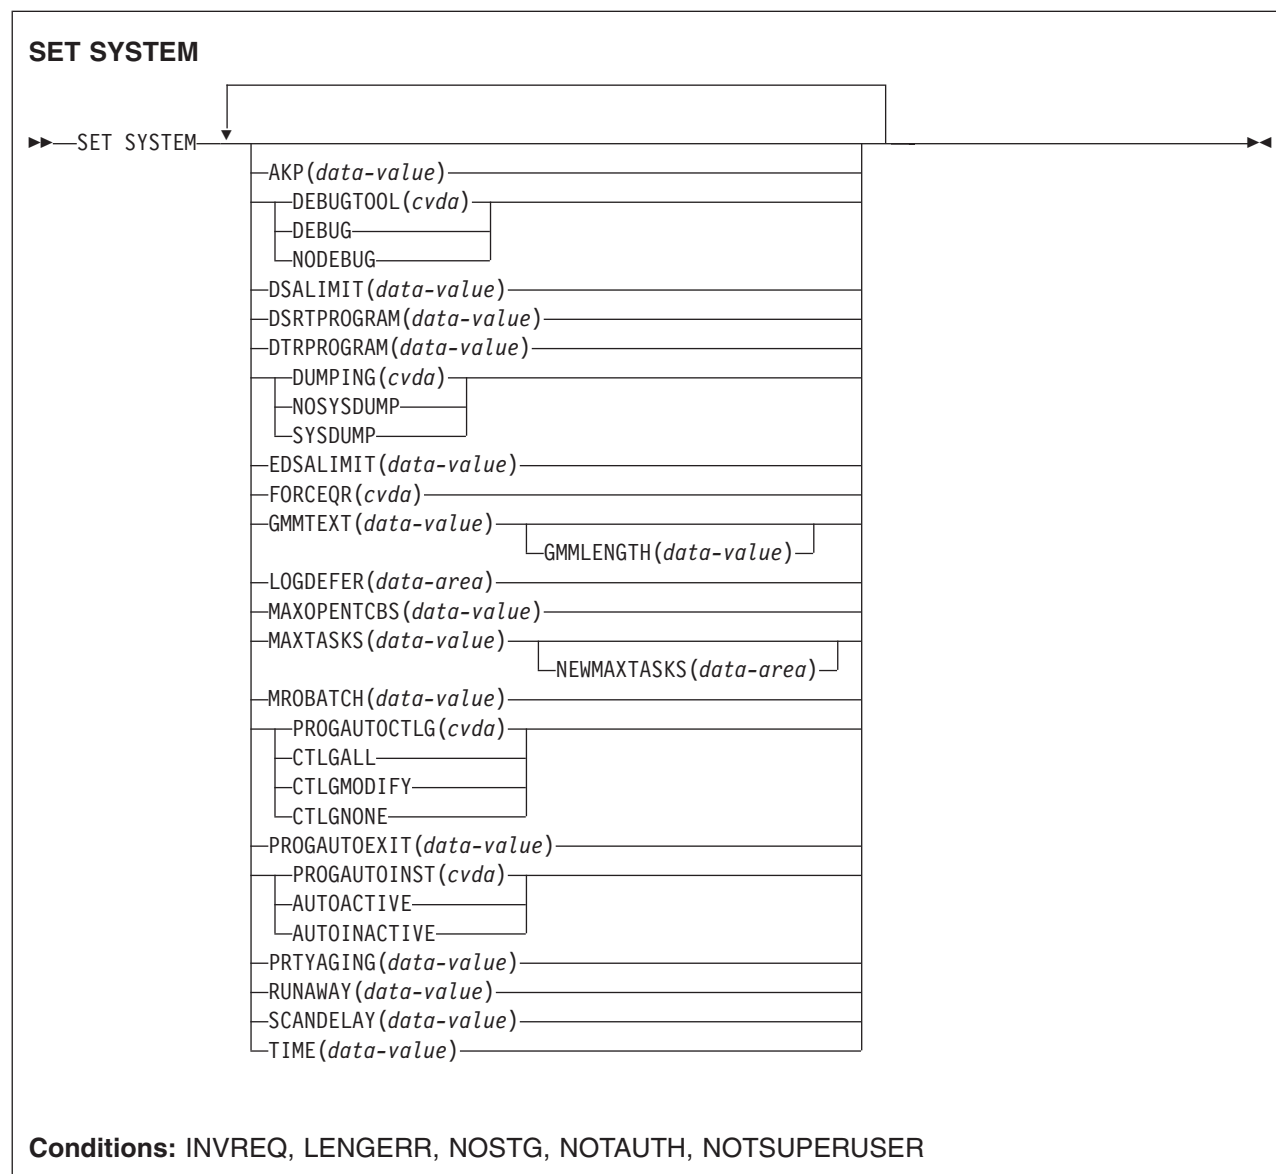 SET SYSTEM
SET SYSTEM
AKP(data-value)
DEBUGTOOL(cvda)
DEBUG
NODEBUG
DSALIMIT(data-value)
DSRTPROGRAM(data-value)
DTRPROGRAM(data-value)
DUMPING(cvda)
NOSYSDUMP
SYSDUMP
EDSALIMIT(data-value)
FORCEQR(cvda)
GMMTEXT(data-value)
GMMLENGTH(data-value)
LOGDEFER(data-area)
MAXOPENTCBS(data-value)
MAXTASKS(data-value)
NEWMAXTASKS(data-area)
MROBATCH(data-value)
PROGAUTOCTLG(cvda)
CTLGALL
CTLGMODIFY
CTLGNONE
PROGAUTOEXIT(data-value)
PROGAUTOINST(cvda)
AUTOACTIVE
AUTOINACTIVE
PRTYAGING(data-value)
RUNAWAY(data-value)
SCANDELAY(data-value)
TIME(data-value)
Conditions: INVREQ, LENGERR, NOSTG, NOTAUTH, NOTSUPERUSER